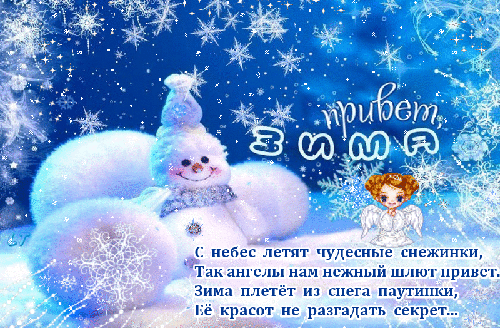 привет,
ЗИМА
С небес летят чудесные снежинки,
Так ангелы нам нежный шлют привет.
Зима плетёт из снега паутинки,
Её красот не разгадать секрет...